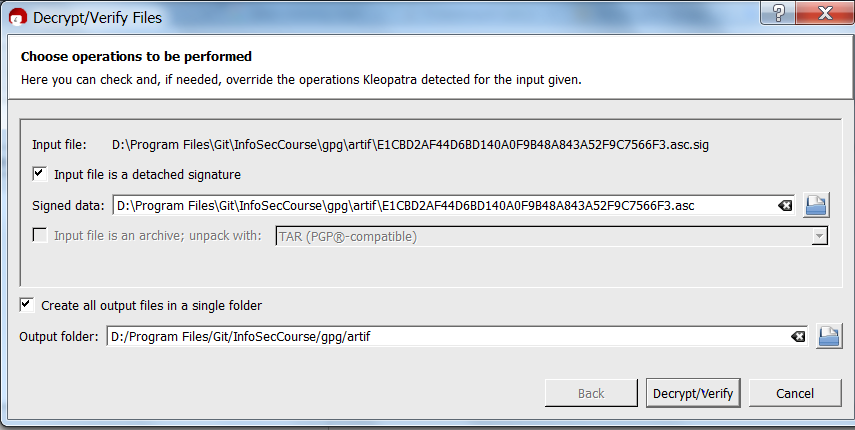 Decrypt/Verify Files
Choose operations to be performed
Here you can check and, if needed, override the operations Kleopatra detected for the input given.
Input file: D:\Program Files\Git\InfoSecCourse\gpg\artif\E1CBD2AF44D6BD140A0F9B48A843A52F9C7566F3.asc.sig
Input file is a detached signature
Signed data: D:\Program Files\Git\InfoSecCourse\gpg\artif\E1CBD2AF44D6BD140A0F9B48A843A52F9C7566F3.asc
Input file is an archive; unpack with: TAR (PGP®-compatible)
Create all output files in a single folder
Output folder: D:/Program Files/Git/InfoSecCourse/gpg/artif
Back Decrypt/Verify Cancel